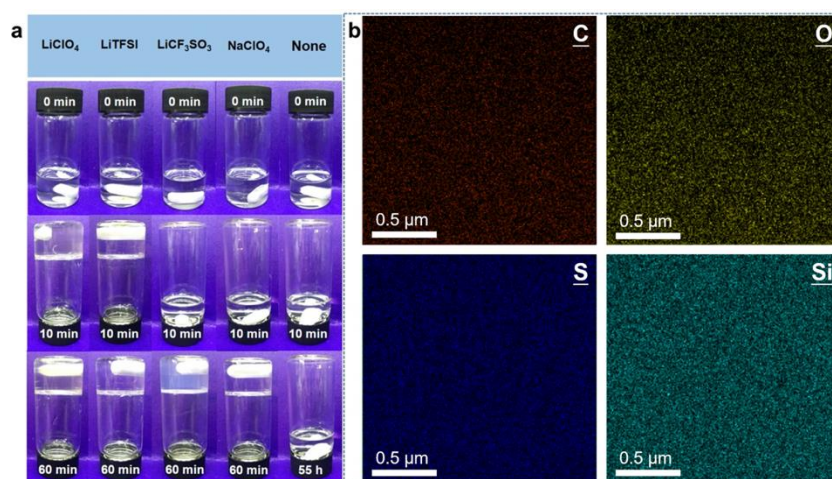 a
LiClO₄ LiTFSI LiCF₃SO₃ NaClO₄ None
0 min 0 min 0 min 0 min 0 min
10 min 10 min 10 min 10 min 10 min
60 min 60 min 60 min 60 min 55 h
b
C
0.5 µm
O
0.5 µm
S
0.5 µm
Si
0.5 µm